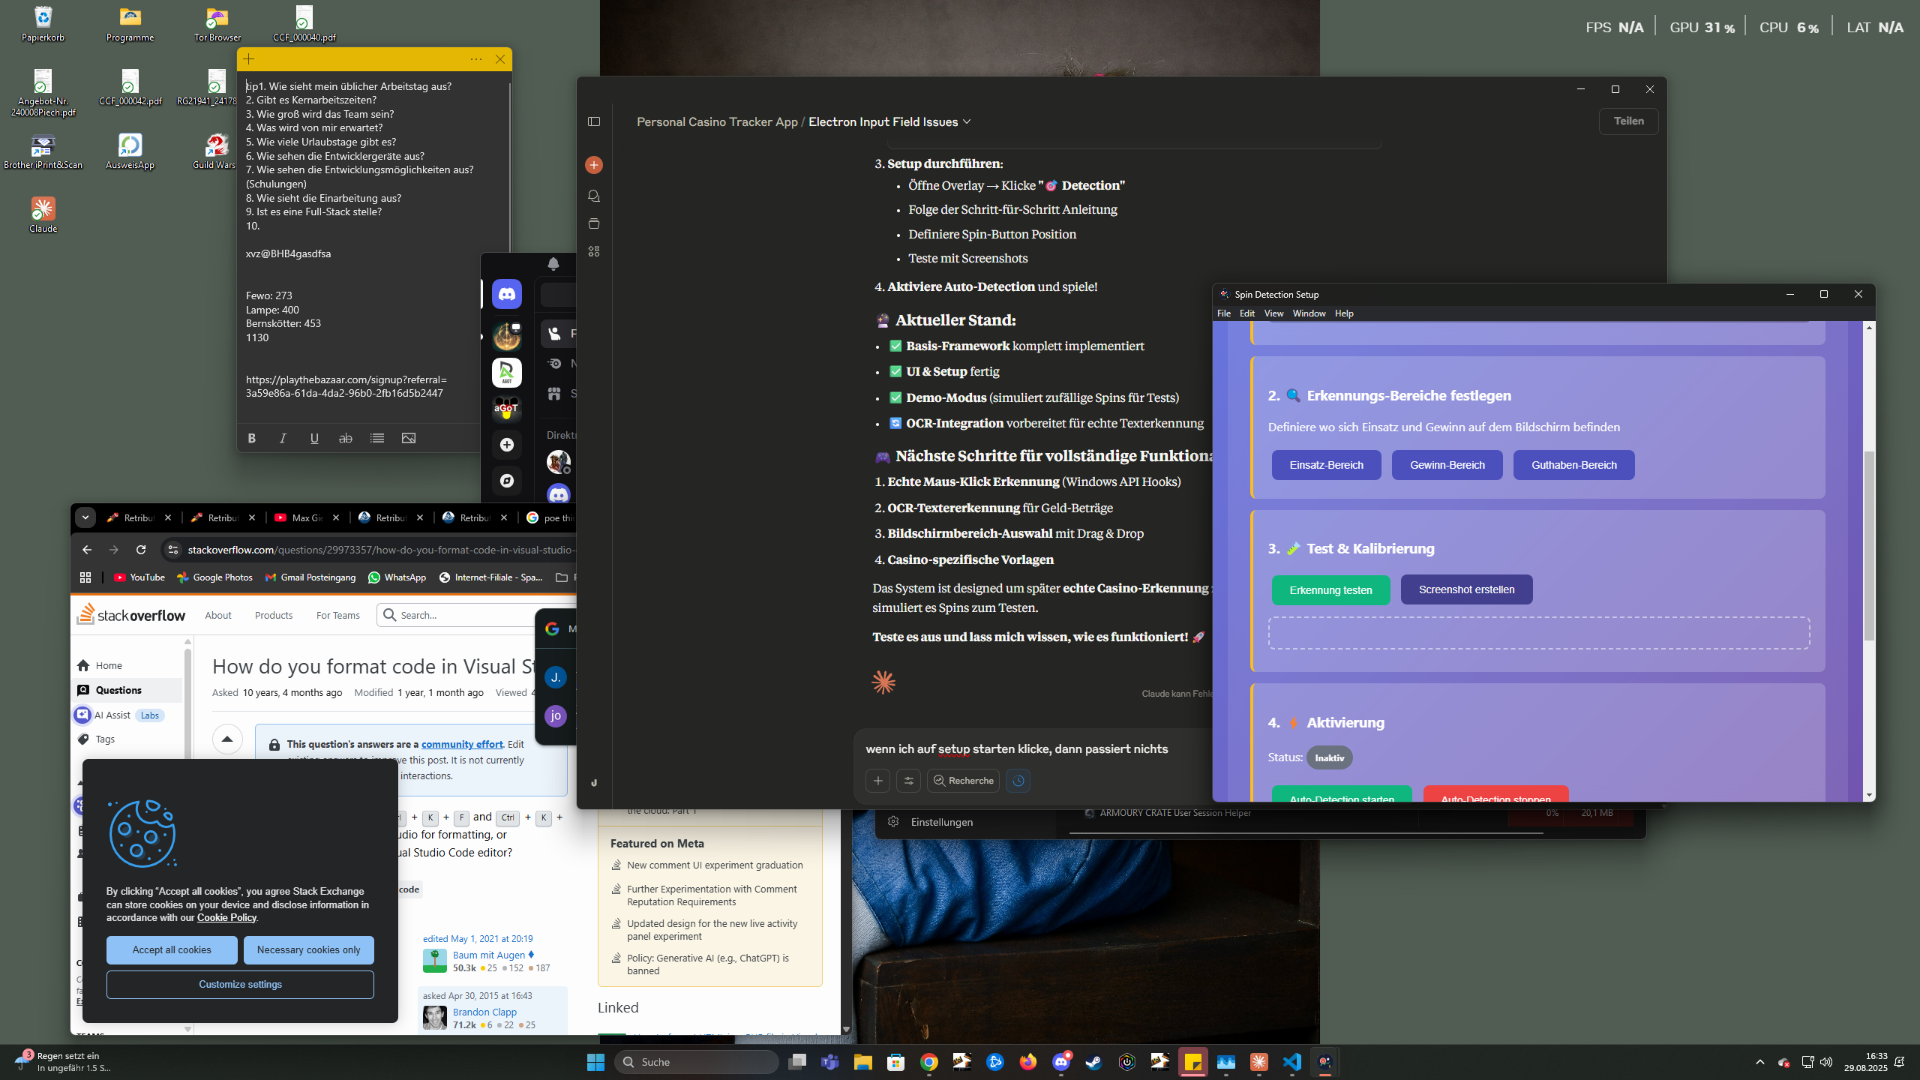 Papierkorb
Programme
Tor Browser
CCF_000040.pdf
Angebot-Nr. 240008Piech.pdf
CCF_000042.pdf
RG21941_24178
Brother iPrint&Scan
AusweisApp
Guild Wars
Claude
FPS N/A
GPU 31 %
CPU 6 %
LAT N/A
tip1. Wie sieht mein üblicher Arbeitstag aus?
2. Gibt es Kernarbeitszeiten?
3. Wie groß wird das Team sein?
4. Was wird von mir erwartet?
5. Wie viele Urlaubstage gibt es?
6. Wie sehen die Entwicklergeräte aus?
7. Wie sehen die Entwicklungsmöglichkeiten aus?
(Schulungen)
8. Wie sieht die Einarbeitung aus?
9. Ist es eine Full-Stack stelle?
10.
xvz@BHB4gasdfsa
Fewo: 273
Lampe: 400
Bernskötter: 453
1130
https://playthebazaar.com/signup?referral=
3a59e86a-61da-4da2-96b0-2fb16d5b2447
B I U ab
Direkt
Personal Casino Tracker App / Electron Input Field Issues
Teilen
3. Setup durchführen:
Öffne Overlay → Klicke "🎯 Detection"
Folge der Schritt-für-Schritt Anleitung
Definiere Spin-Button Position
Teste mit Screenshots
4. Aktiviere Auto-Detection und spiele!
Aktueller Stand:
✅ Basis-Framework komplett implementiert
✅ UI & Setup fertig
✅ Demo-Modus (simuliert zufällige Spins für Tests)
🔄 OCR-Integration vorbereitet für echte Texterkennung
🎮 Nächste Schritte für vollständige Funktiona
1. Echte Maus-Klick Erkennung (Windows API Hooks)
2. OCR-Textererkennung für Geld-Beträge
3. Bildschirmbereich-Auswahl mit Drag & Drop
4. Casino-spezifische Vorlagen
Das System ist designed um später echte Casino-Erkennung
simuliert es Spins zum Testen.
Teste es aus und lass mich wissen, wie es funktioniert! 🚀
Claude kann Fehle
wenn ich auf setup starten klicke, dann passiert nichts
Recherche
Spin Detection Setup
File Edit View Window Help
2. 🔍 Erkennungs-Bereiche festlegen
Definiere wo sich Einsatz und Gewinn auf dem Bildschirm befinden
Einsatz-Bereich
Gewinn-Bereich
Guthaben-Bereich
3. 🧪 Test & Kalibrierung
Erkennung testen
Screenshot erstellen
4. Aktivierung
Status: Inaktiv
Auto-Detection starten
Auto-Detection stoppen
Einstellungen
ARMOURY CRATE User Session Helper
0%
20,1 MB
Retribut
Retribut
Max Gi
Retribut
Retribut
poe thi
stackoverflow.com/questions/29973357/how-do-you-format-code-in-visual-studio-
YouTube
Google Photos
Gmail Posteingang
WhatsApp
Internet-Filiale - Spa...
stackoverflow
About
Products
For Teams
Search...
Home
Questions
AI Assist Labs
Tags
How do you format code in Visual St
Asked 10 years, 4 months ago Modified 1 year, 1 month ago Viewed 4
This question's answers are a community effort. Edit
ve this post. It is not currently
interactions.
J.
jo
+ K + F and Ctrl + K +
udio for formatting, or
ual Studio Code editor?
code
By clicking "Accept all cookies", you agree Stack Exchange
can store cookies on your device and disclose information in
accordance with our Cookie Policy.
Accept all cookies
Necessary cookies only
Customize settings
edited May 1, 2021 at 20:19
Baum mit Augen ♦
50.3k 25 152 187
asked Apr 30, 2015 at 16:43
Brandon Clapp
71.2k 6 22 25
the cloud: Part 1
Featured on Meta
New comment UI experiment graduation
Further Experimentation with Comment
Reputation Requirements
Updated design for the new live activity
panel experiment
Policy: Generative AI (e.g., ChatGPT) is
banned
Linked
3
Regen setzt ein
In ungefähr 1.5 S...
Suche
16:33
29.08.2025